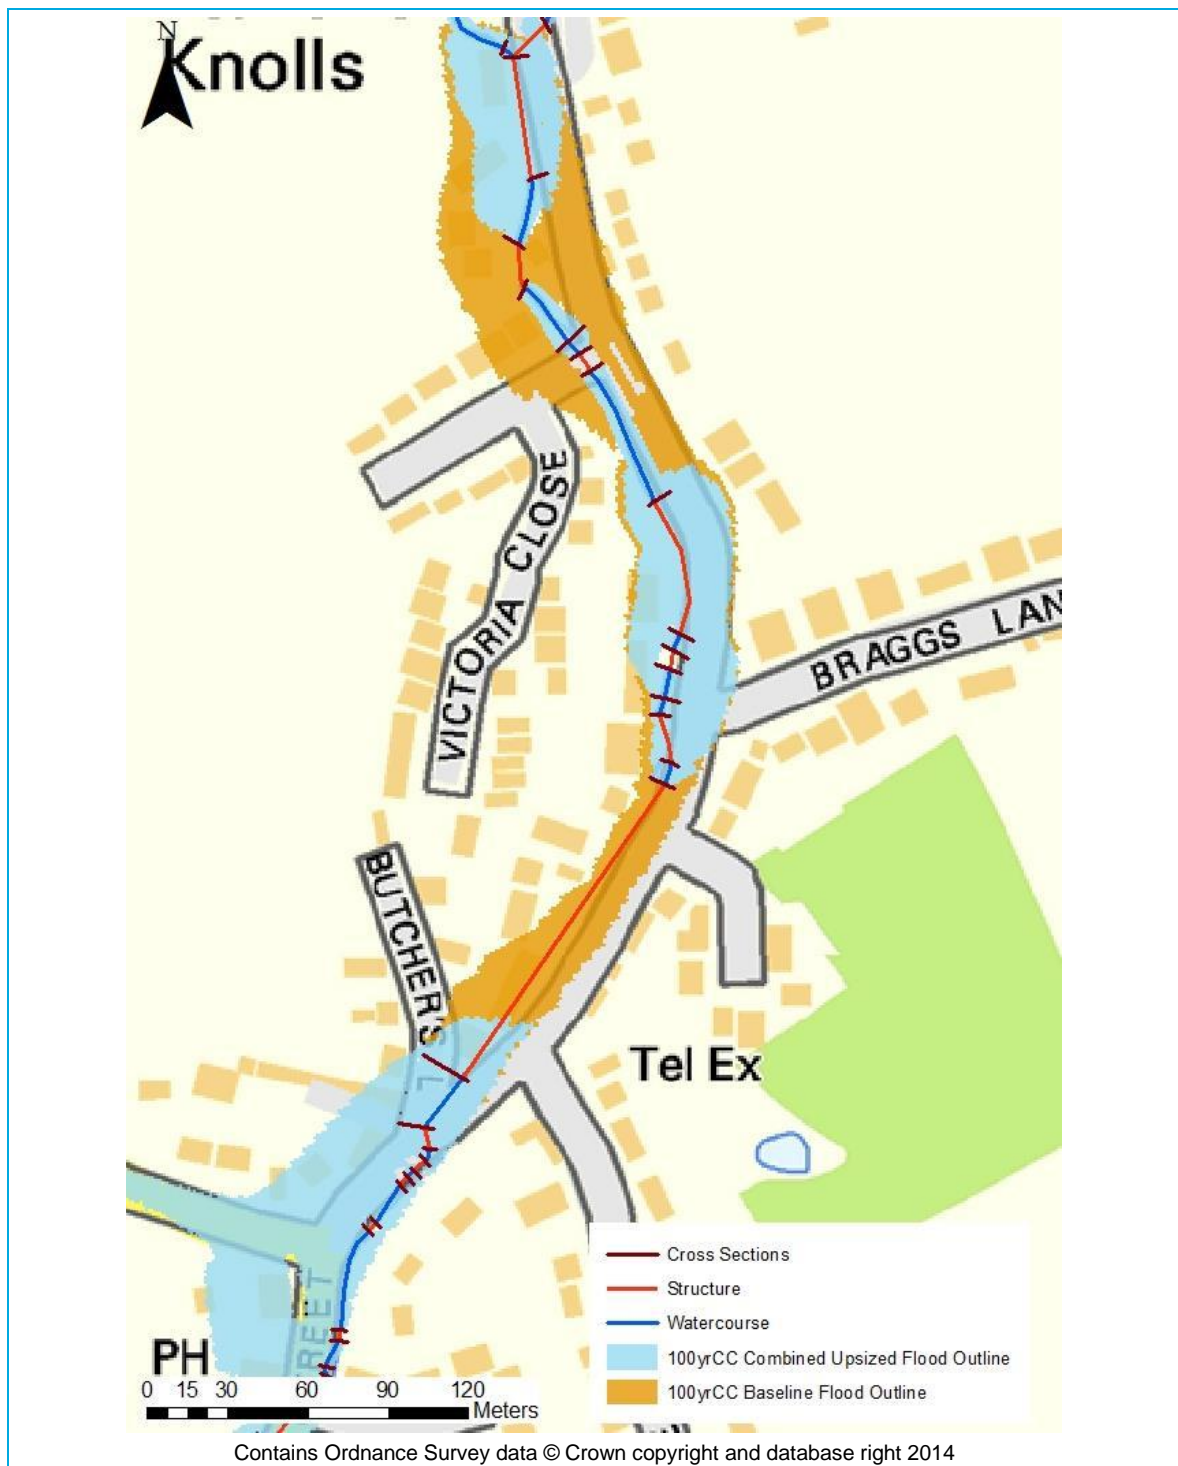 N
Knolls
VICTORIA CLOSE
BRAGGS LAN
BUTCHER'S L
Tel Ex
REET
PH
Cross Sections
Structure
Watercourse
100yrCC Combined Upsized Flood Outline
100yrCC Baseline Flood Outline
0 15 30 60 90 120
Meters
Contains Ordnance Survey data © Crown copyright and database right 2014